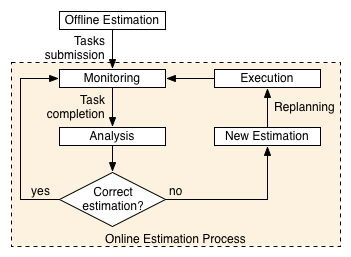 Offline Estimation
Tasks
submission
Monitoring
Execution
Task
completion
Replanning
Analysis
New Estimation
yes
Correct
estimation?
no
Online Estimation Process